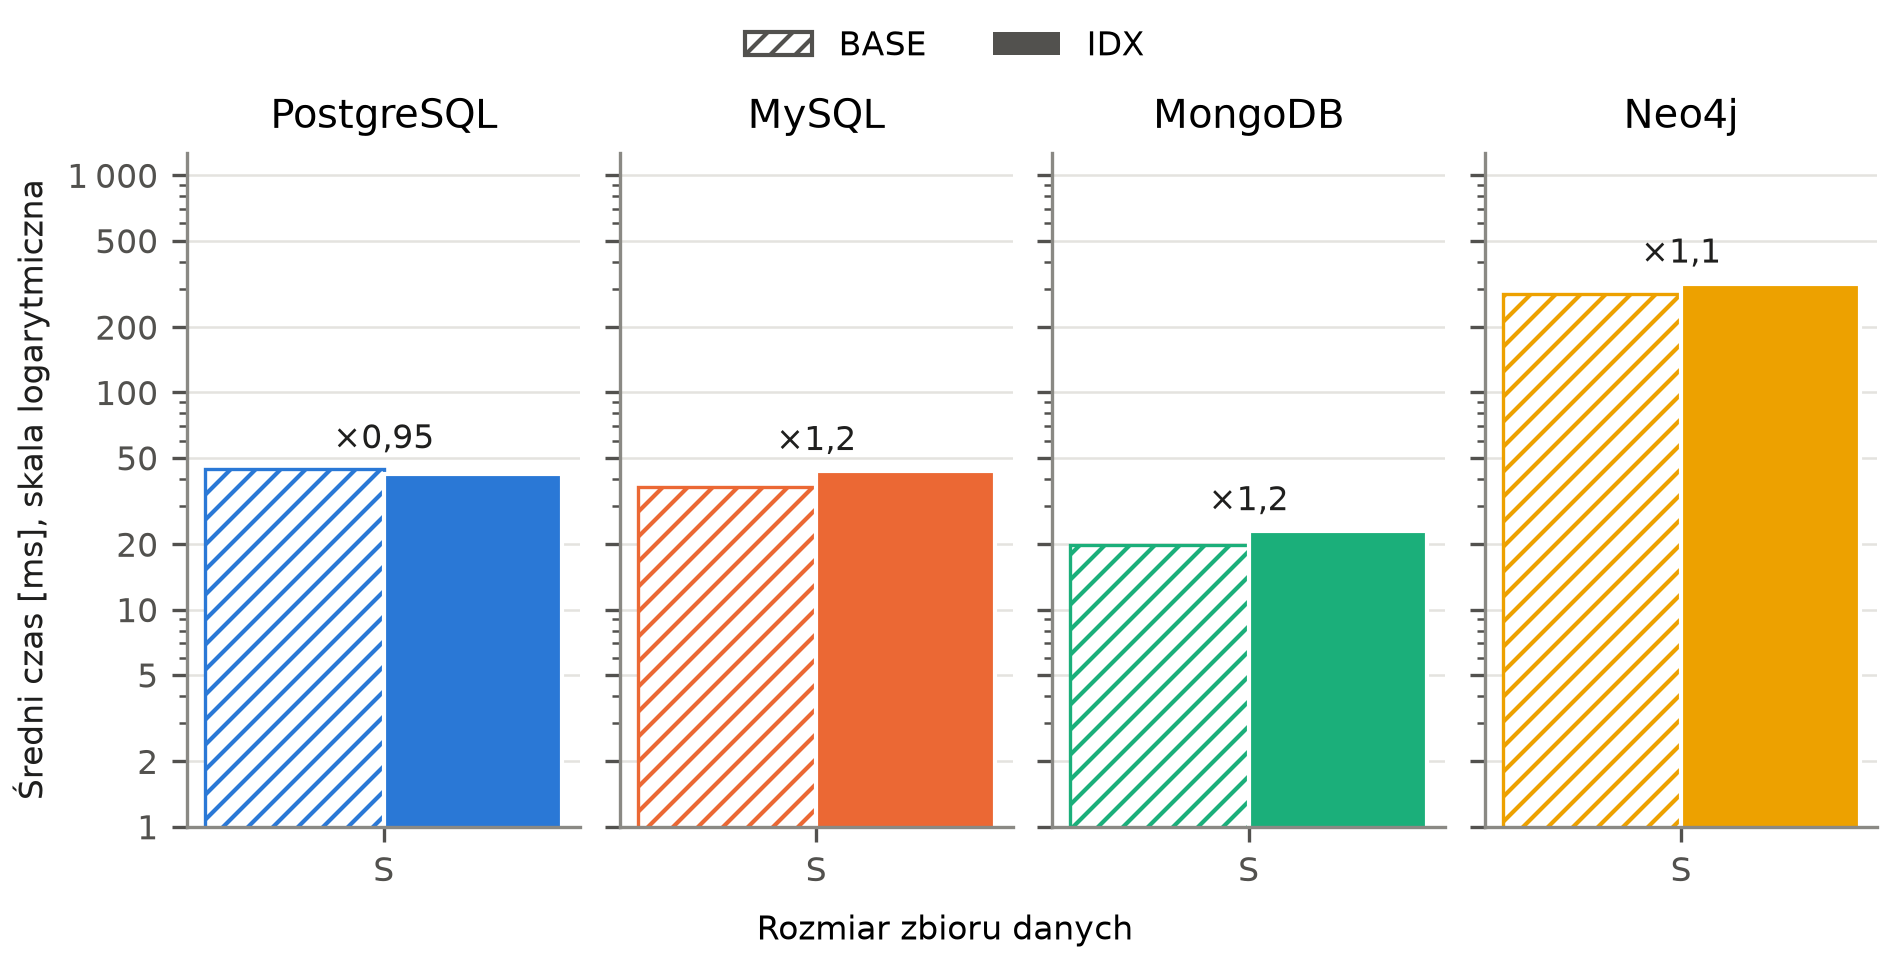 BASE IDX
PostgreSQL MySQL MongoDB Neo4j
Średni czas [ms], skala logarytmiczna
1 000
500
200
100
50
20
10
5
2
1
×0,95 ×1,2 ×1,2 ×1,1
S S S S
Rozmiar zbioru danych